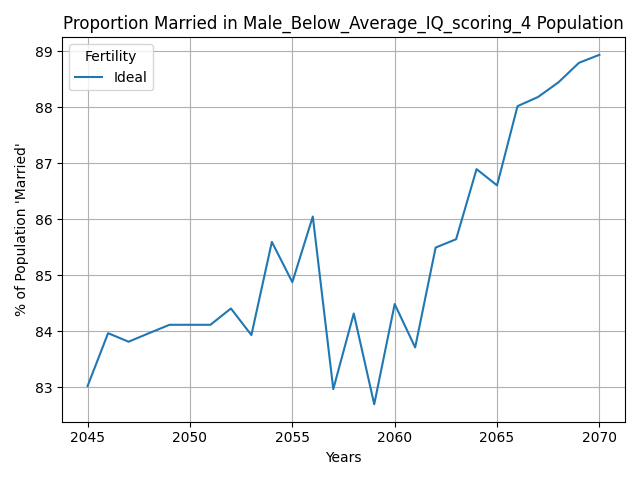 Proportion Married in Male_Below_Average_IQ_scoring_4 Population
Fertility
Ideal
% of Population 'Married'
89
88
87
86
85
84
83
2045
2050
2055
2060
2065
2070
Years